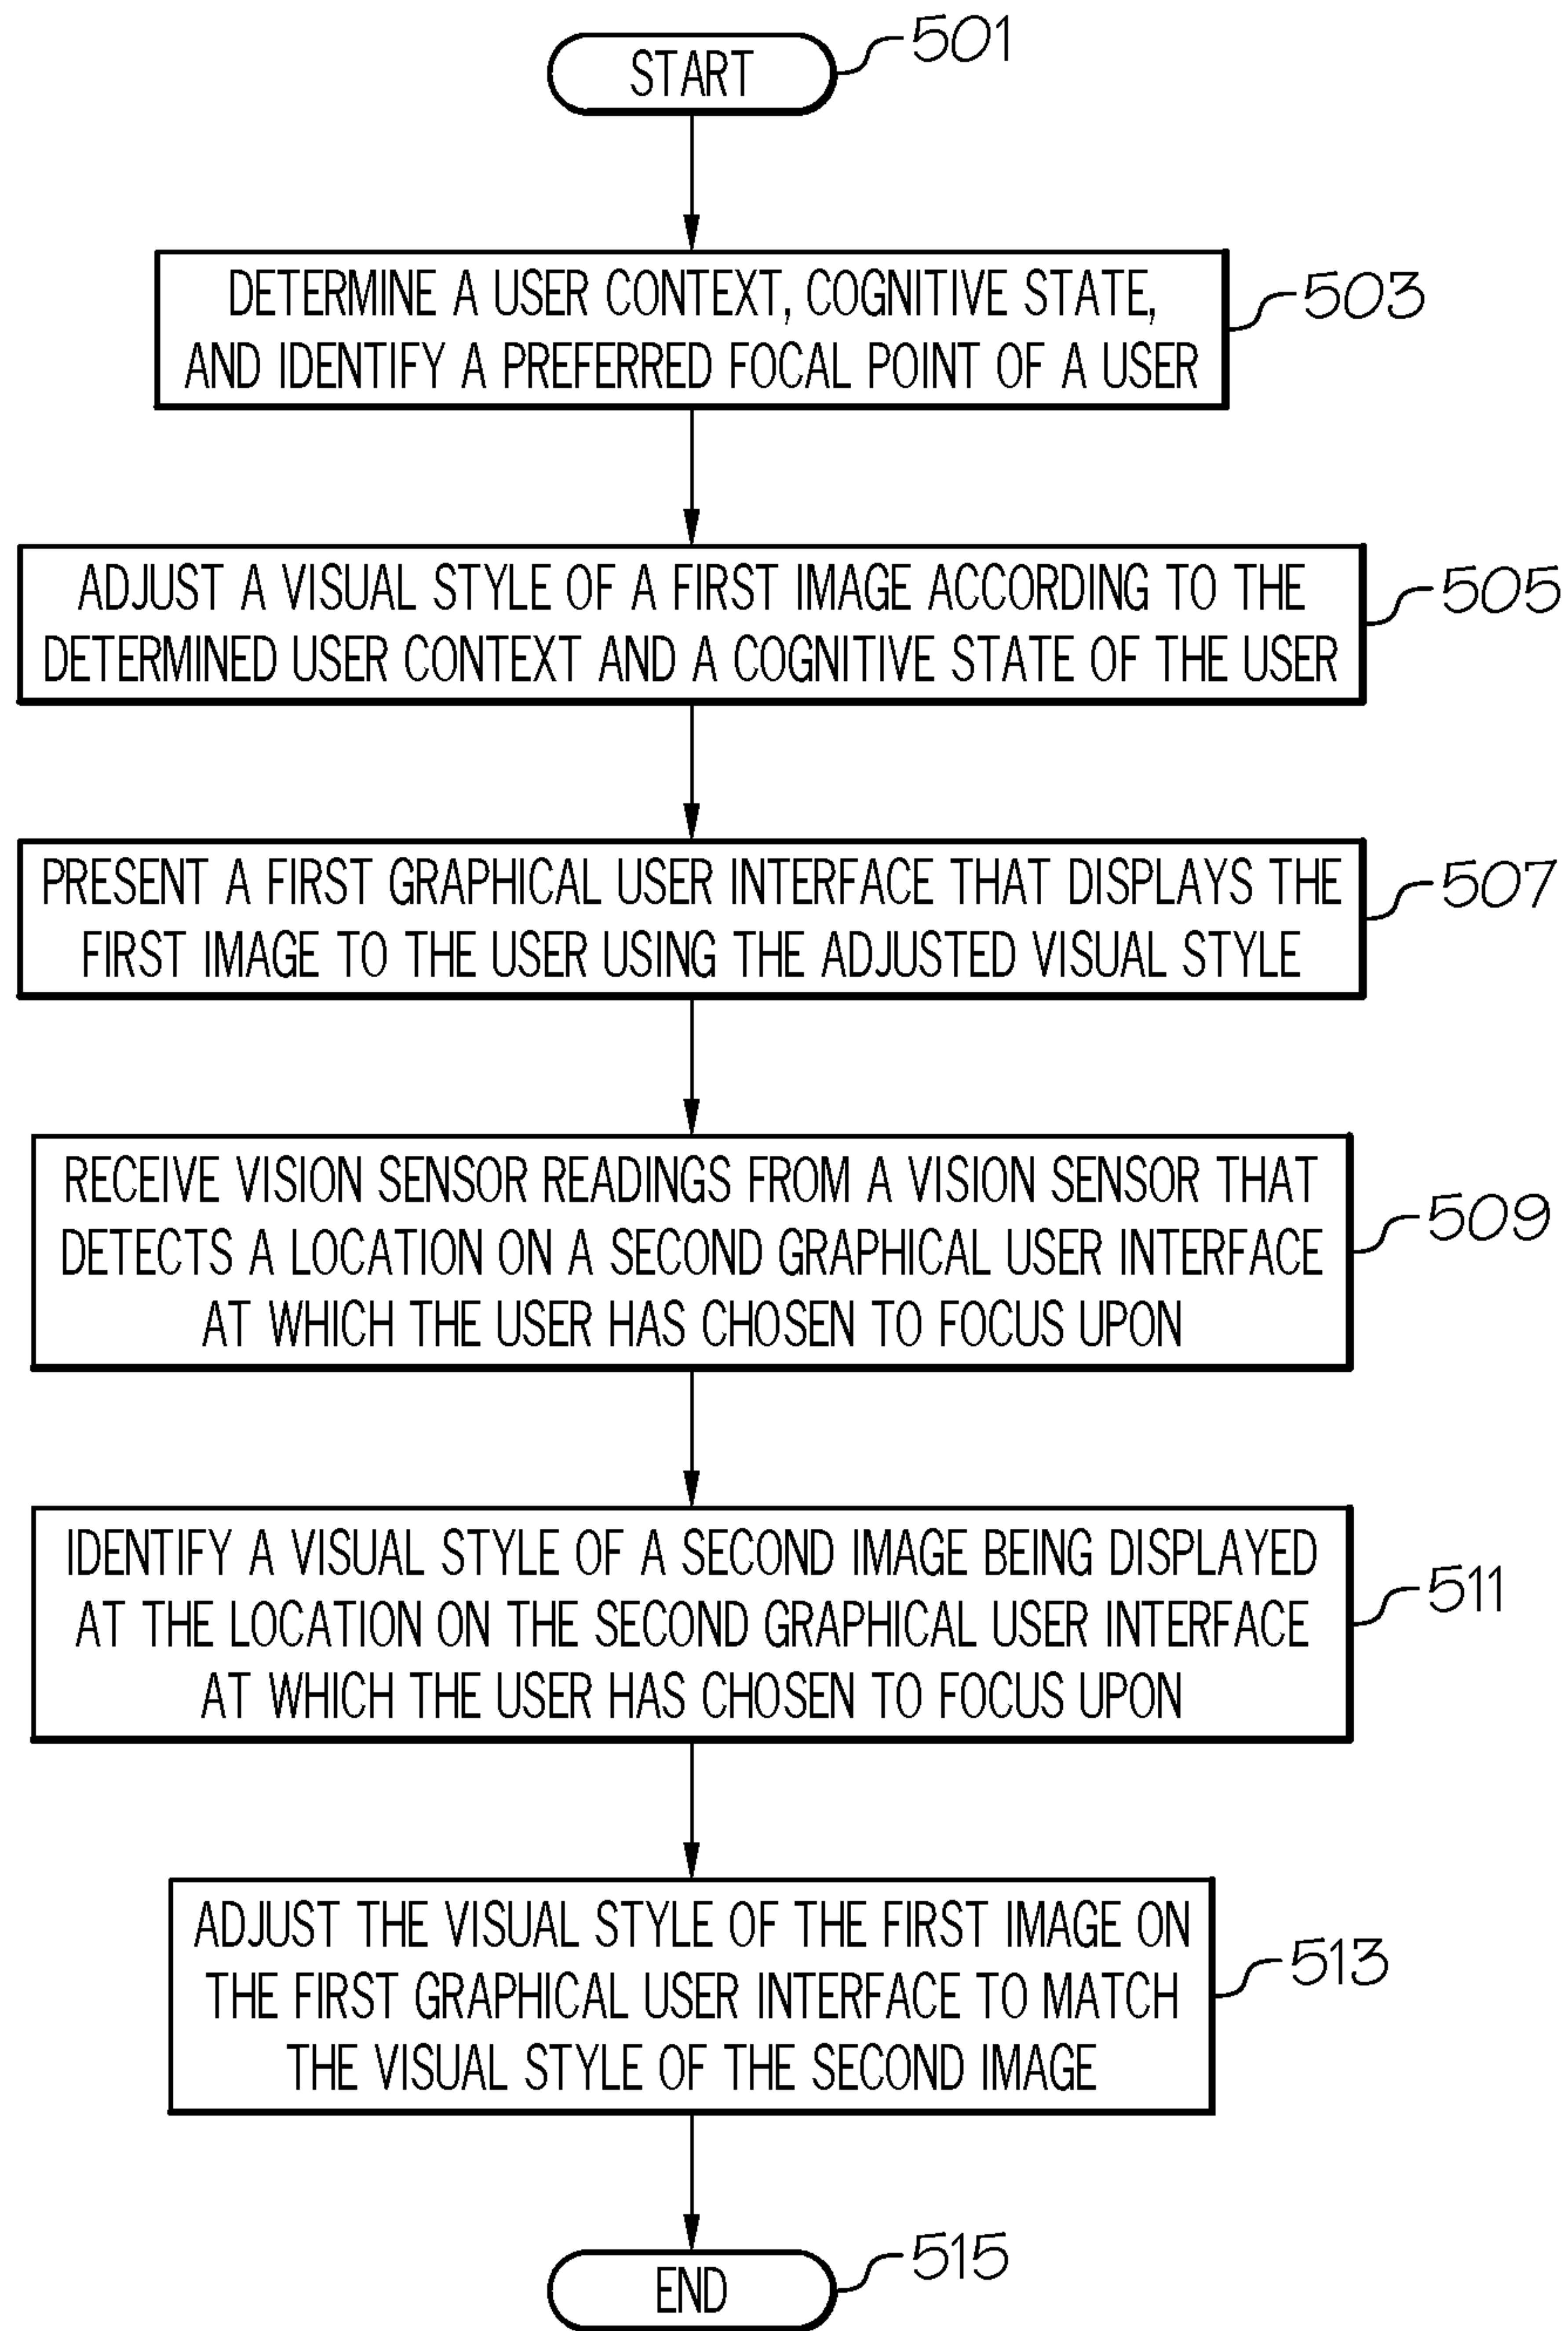 START
501
DETERMINE A USER CONTEXT, COGNITIVE STATE,
AND IDENTIFY A PREFERRED FOCAL POINT OF A USER
503
ADJUST A VISUAL STYLE OF A FIRST IMAGE ACCORDING TO THE
DETERMINED USER CONTEXT AND A COGNITIVE STATE OF THE USER
505
PRESENT A FIRST GRAPHICAL USER INTERFACE THAT DISPLAYS THE
FIRST IMAGE TO THE USER USING THE ADJUSTED VISUAL STYLE
507
RECEIVE VISION SENSOR READINGS FROM A VISION SENSOR THAT
DETECTS A LOCATION ON A SECOND GRAPHICAL USER INTERFACE
AT WHICH THE USER HAS CHOSEN TO FOCUS UPON
509
IDENTIFY A VISUAL STYLE OF A SECOND IMAGE BEING DISPLAYED
AT THE LOCATION ON THE SECOND GRAPHICAL USER INTERFACE
AT WHICH THE USER HAS CHOSEN TO FOCUS UPON
511
ADJUST THE VISUAL STYLE OF THE FIRST IMAGE ON
THE FIRST GRAPHICAL USER INTERFACE TO MATCH
THE VISUAL STYLE OF THE SECOND IMAGE
513
END
515